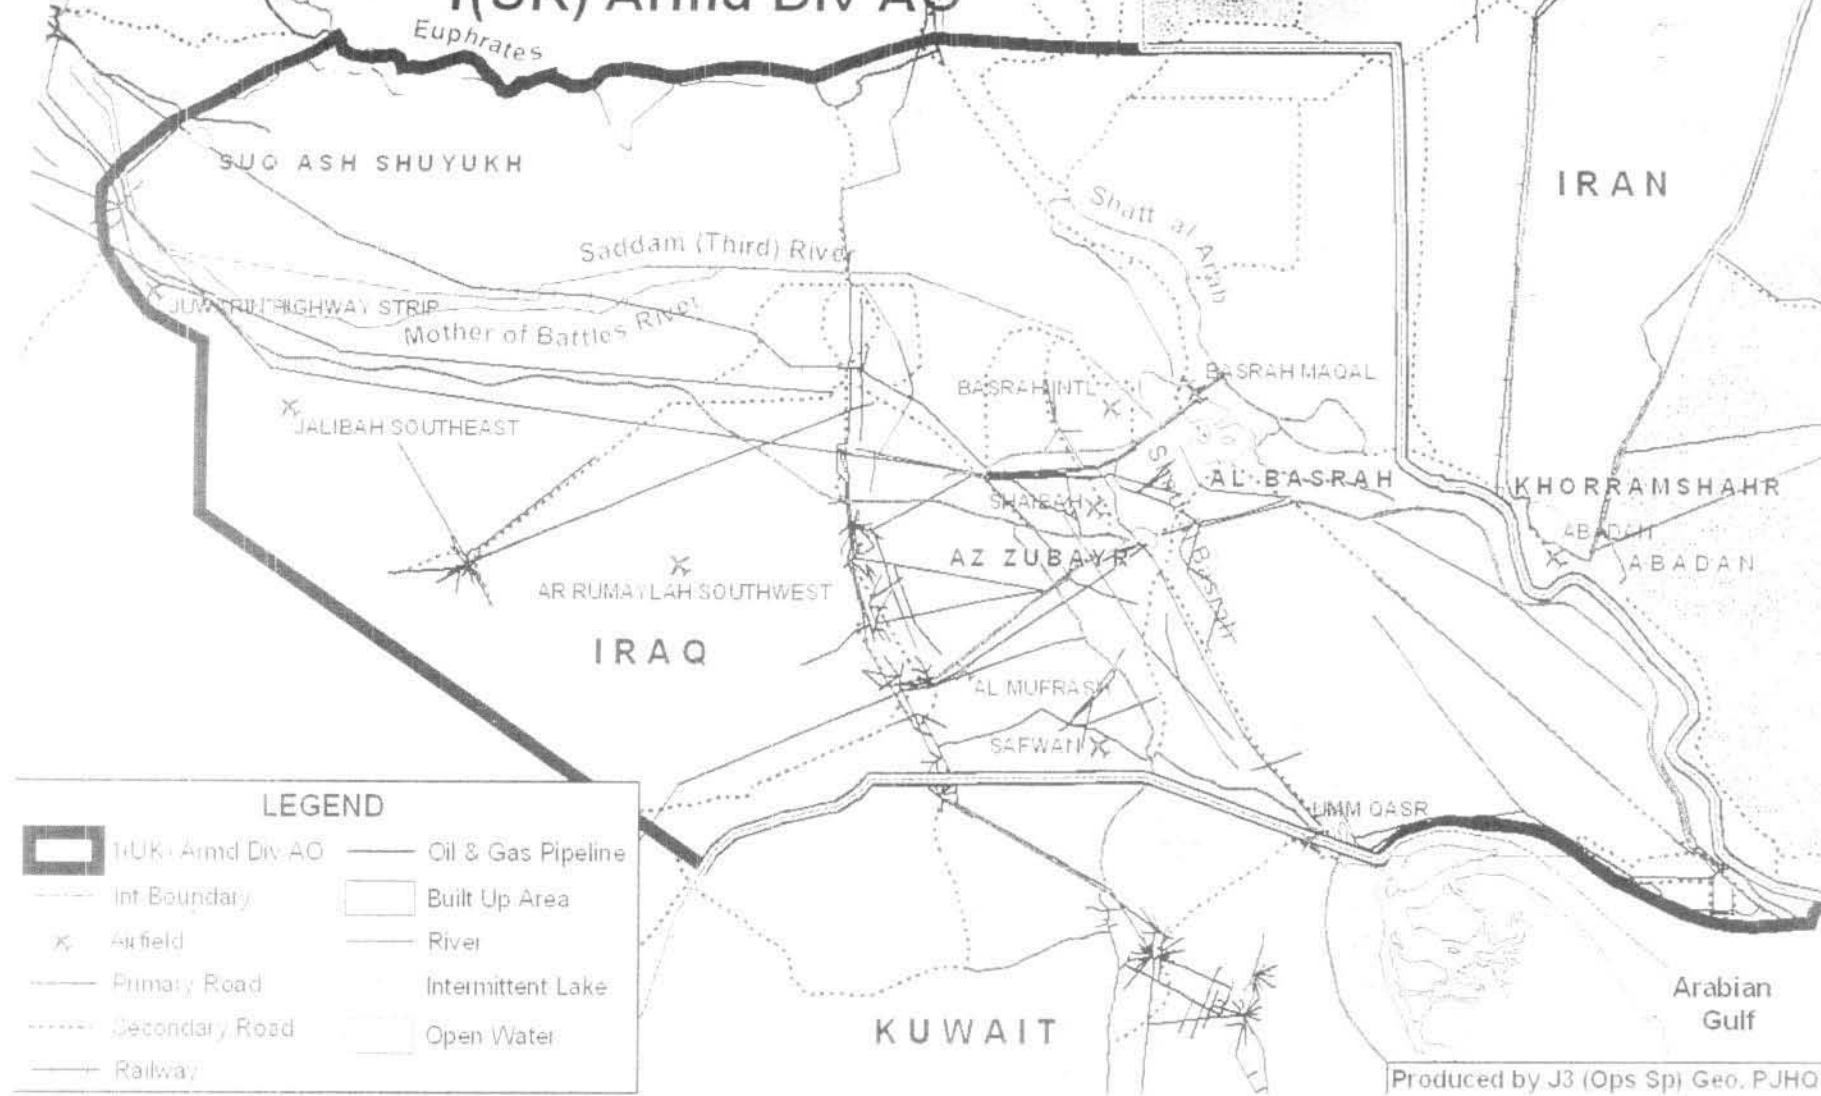 1(UK) Armd Div AO
Euphrates
SUQ ASH SHUYUKH
IRAN
Shatt al Arab
Saddam (Third) River
HIGHWAY STRIP
Mother of Battles River
BASRAH INTL
BASRAH MAQAL
JALIBAH SOUTHEAST
AL BASRAH
KHORRAMSHAHR
SHAIBAH
ABADAN
AZ ZUBAYR
ABADAN
AR RUMAYLAH SOUTHWEST
Basrah
IRAQ
AL MUFRASH
SAFWAN
UMM QASR
LEGEND
1(UK) Armd Div AO
Oil & Gas Pipeline
Int Boundary
Built Up Area
Airfield
River
Primary Road
Intermittent Lake
Secondary Road
Open Water
Railway
KUWAIT
Arabian
Gulf
Produced by J3 (Ops Sp) Geo. PJHQ